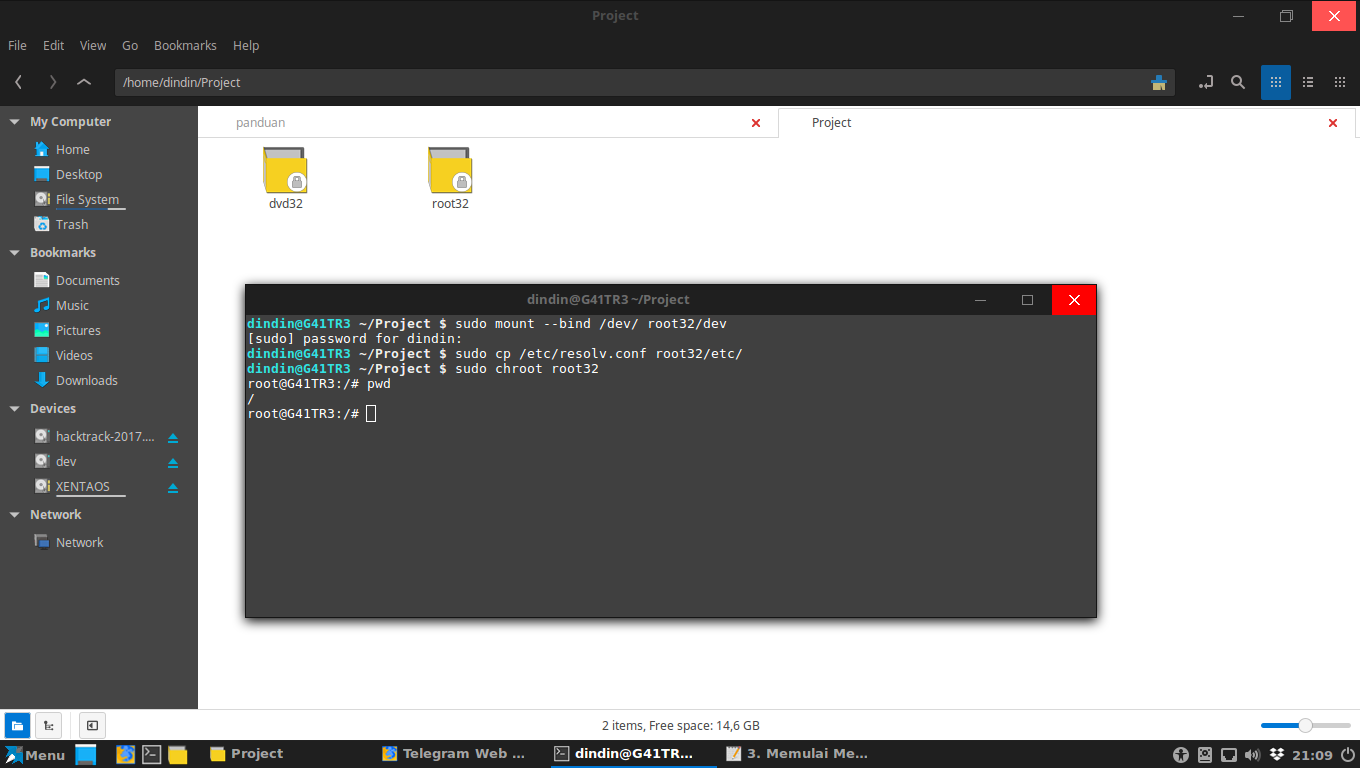 Project
File Edit View Go Bookmarks Help
/home/dindin/Project
My Computer
Home
Desktop
File System
Trash
Bookmarks
Documents
Music
Pictures
Videos
Downloads
Devices
hacktrack-2017....
dev
XENTAOS
Network
Network
panduan
Project
dvd32
root32
dindin@G41TR3 ~/Project
dindin@G41TR3 ~/Project $ sudo mount --bind /dev/ root32/dev
[sudo] password for dindin:
dindin@G41TR3 ~/Project $ sudo cp /etc/resolv.conf root32/etc/
dindin@G41TR3 ~/Project $ sudo chroot root32
root@G41TR3:/# pwd
/
root@G41TR3:/#
2 items, Free space: 14,6 GB
Menu
Project
Telegram Web ...
dindin@G41TR...
3. Memulai Me...
21:09